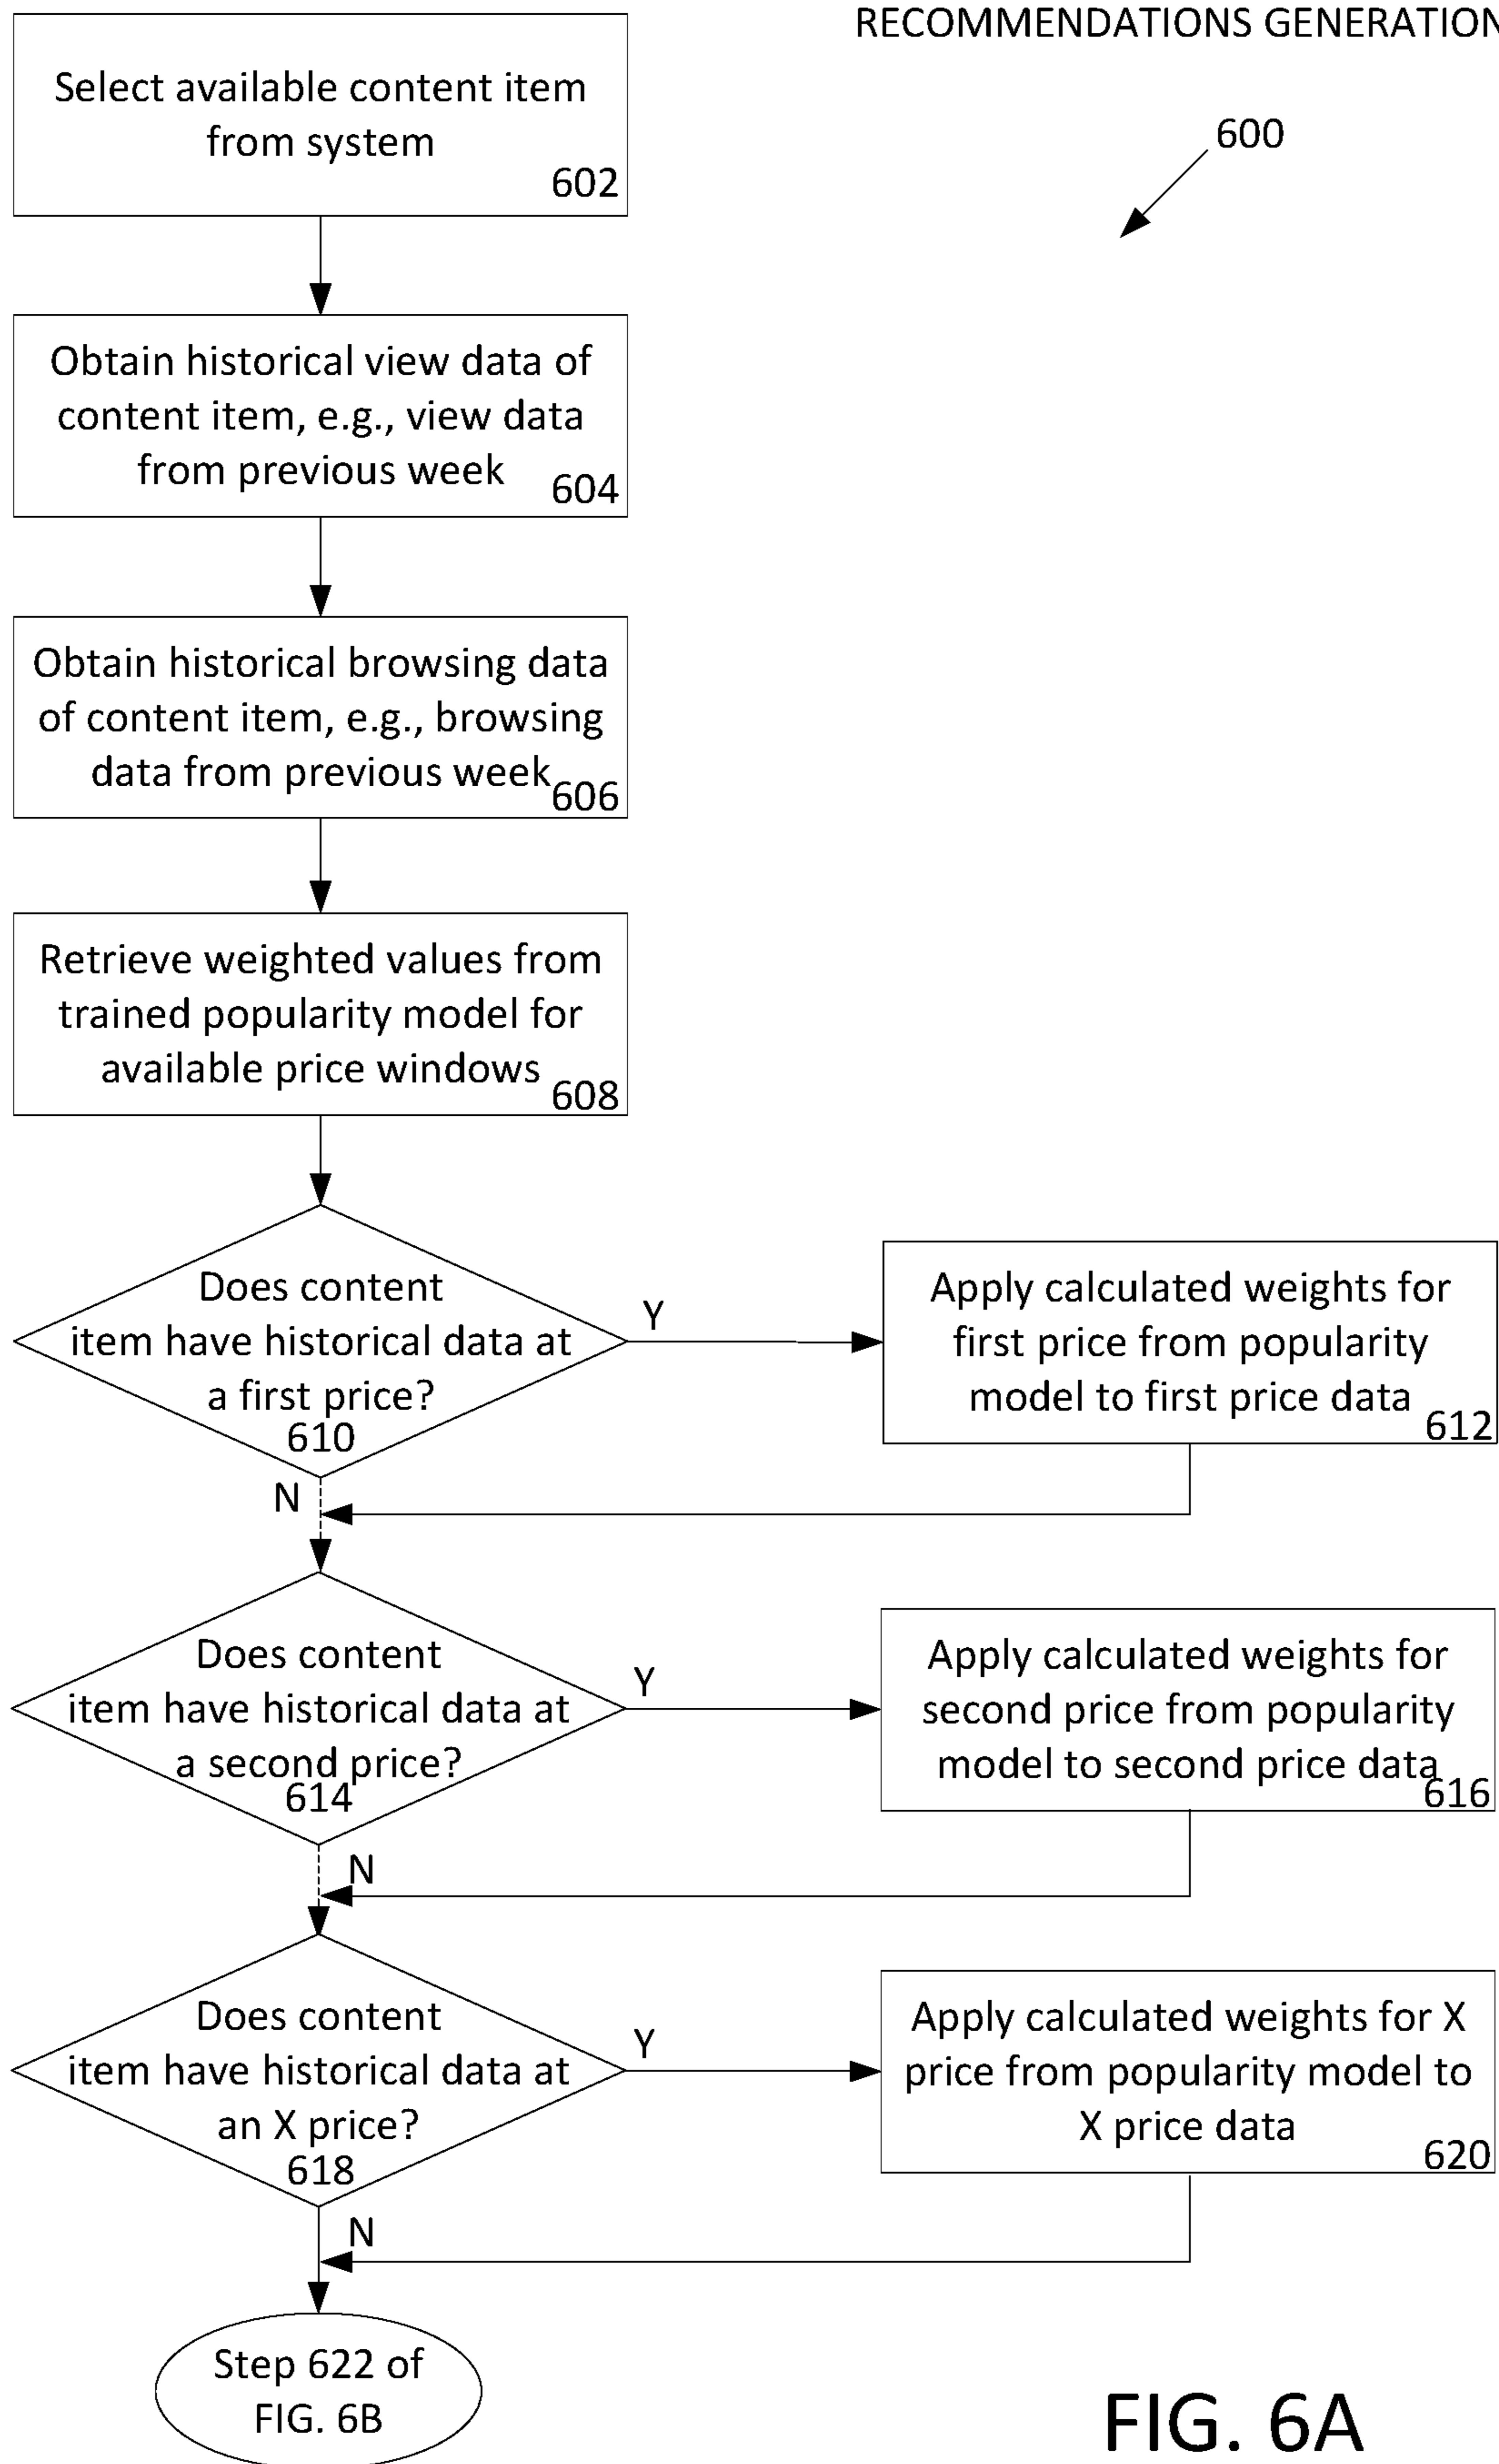 RECOMMENDATIONS GENERATION
600
Select available content item
from system
602
Obtain historical view data of
content item, e.g., view data
from previous week
604
Obtain historical browsing data
of content item, e.g., browsing
data from previous week
606
Retrieve weighted values from
trained popularity model for
available price windows
608
Does content
item have historical data at
a first price?
610
Y
N
Apply calculated weights for
first price from popularity
model to first price data
612
Does content
item have historical data at
a second price?
614
Y
N
Apply calculated weights for
second price from popularity
model to second price data
616
Does content
item have historical data at
an X price?
618
Y
N
Apply calculated weights for X
price from popularity model to
X price data
620
Step 622 of
FIG. 6B
FIG. 6A